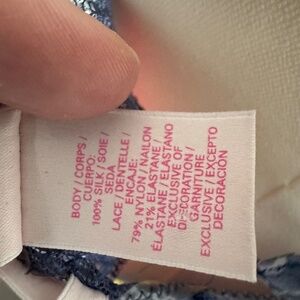 BODY / CORPS /
CUERPO:
100% SILK / SOIE /
SEDA
LACE / DENTELLE /
ENCAJE:
79% NYLON / NAILON
21% ELASTANE /
ÉLASTANE / ELASTANO
EXCLUSIVE OF
DECORATION /
GARNITURE
EXCLUSIVE / EXCEPTO
DECORACIÓN